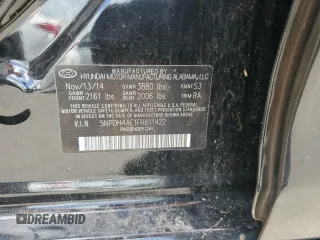 MANUFACTURED BY
HYUNDAI MOTOR MANUFACTURING ALABAMA, LLC
Nov/13/14 GVWR 3880 lbs PAINT S3
GAWR FRONT 2161 lbs GAWR REAR 2006 lbs TRIM RA
THIS VEHICLE CONFORMS TO ALL APPLICABLE U.S. FEDERAL
MOTOR VEHICLE SAFETY, BUMPER, AND THEFT PREVENTION
STANDARDS IN EFFECT ON THE DATE OF MANUFACTURE SHOWN ABOVE.
V.I.N 5NPDH4AE1FH611422
PASSENGER CAR